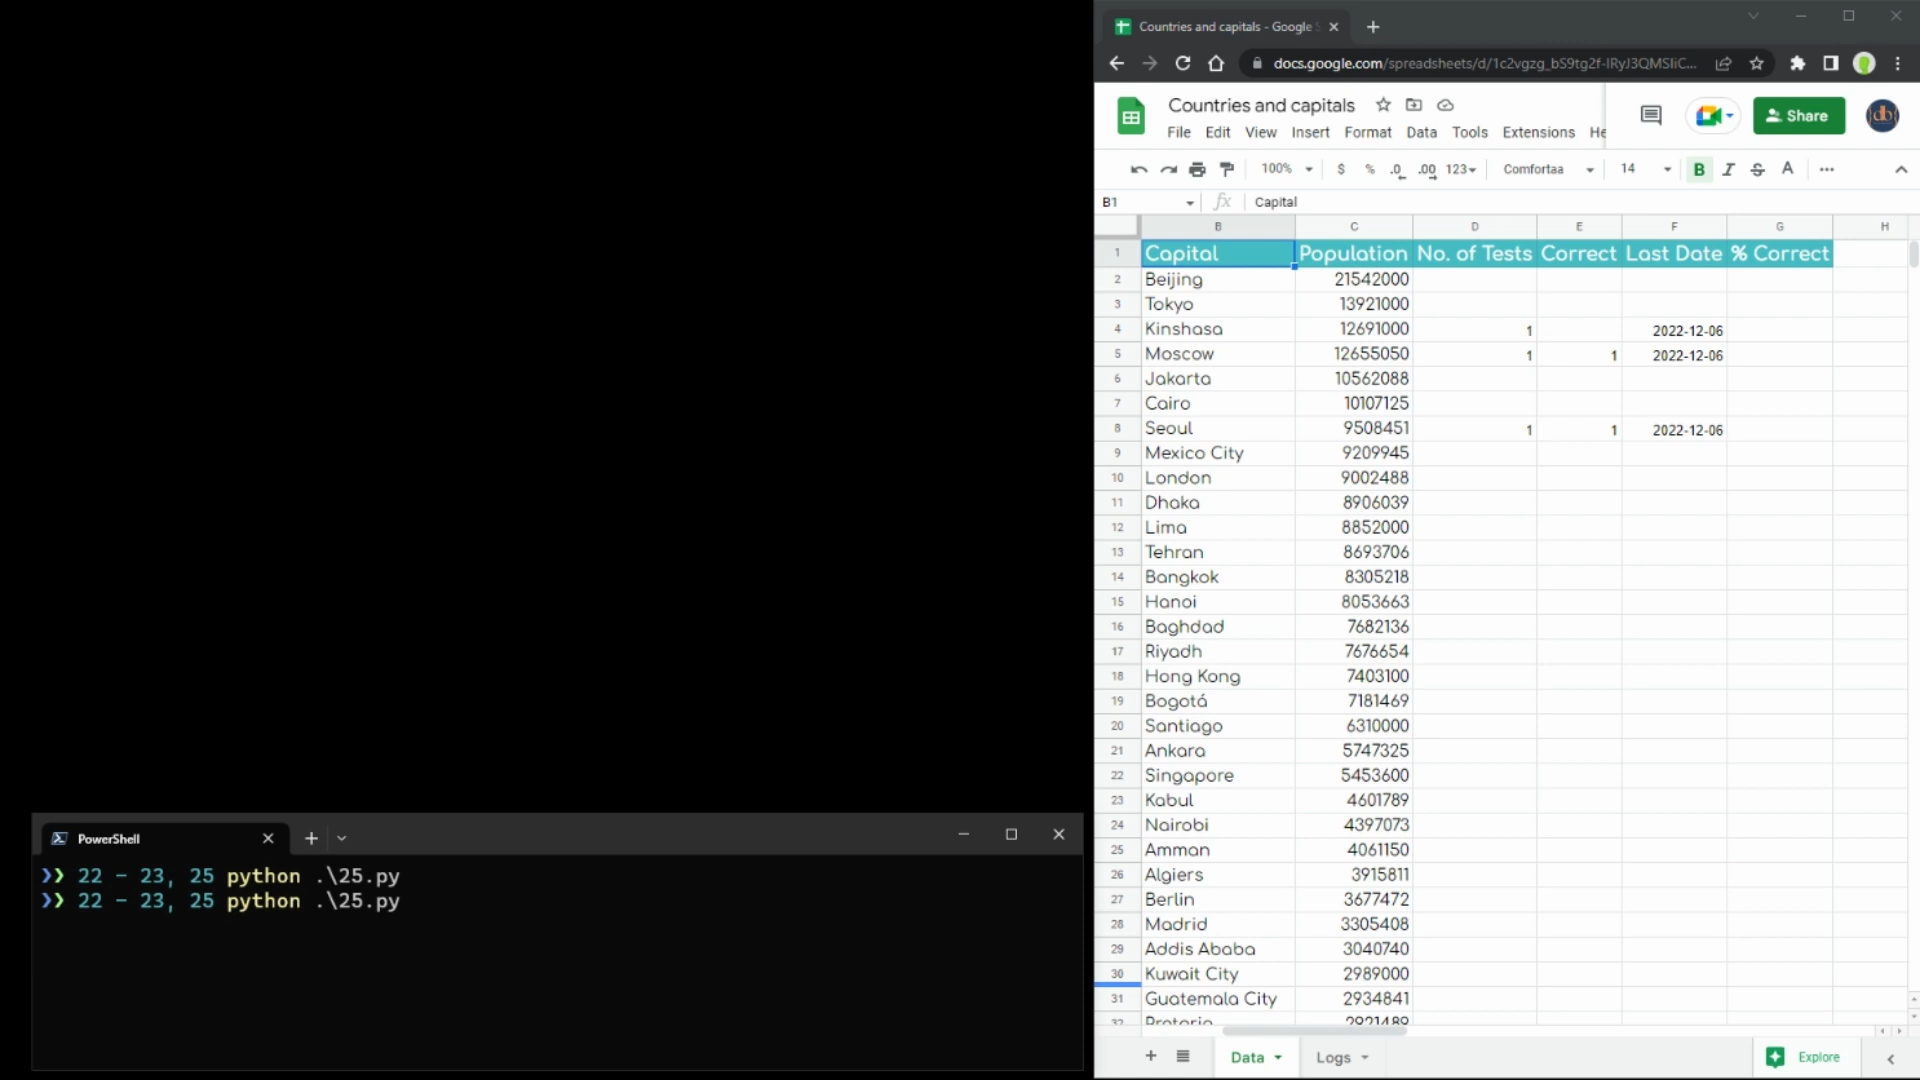 PowerShell
22 - 23, 25 python .\25.py
22 - 23, 25 python .\25.py
Countries and capitals - Google
docs.google.com/spreadsheets/d/1c2vgzg_bS9tg2f-IRyJ3QMSIiC...
Countries and capitals
File Edit View Insert Format Data Tools Extensions He
Share
100% $ % .0 .00 123 Comfortaa 14 B I S A
B1 fx Capital
B C D E F G H
1 Capital Population No. of Tests Correct Last Date % Correct
2 Beijing 21542000
3 Tokyo 13921000
4 Kinshasa 12691000 1 2022-12-06
5 Moscow 12655050 1 1 2022-12-06
6 Jakarta 10562088
7 Cairo 10107125
8 Seoul 9508451 1 1 2022-12-06
9 Mexico City 9209945
10 London 9002488
11 Dhaka 8906039
12 Lima 8852000
13 Tehran 8693706
14 Bangkok 8305218
15 Hanoi 8053663
16 Baghdad 7682136
17 Riyadh 7676654
18 Hong Kong 7403100
19 Bogotá 7181469
20 Santiago 6310000
21 Ankara 5747325
22 Singapore 5453600
23 Kabul 4601789
24 Nairobi 4397073
25 Amman 4061150
26 Algiers 3915811
27 Berlin 3677472
28 Madrid 3305408
29 Addis Ababa 3040740
30 Kuwait City 2989000
31 Guatemala City 2934841
32 Pretoria 2921489
Data Logs Explore